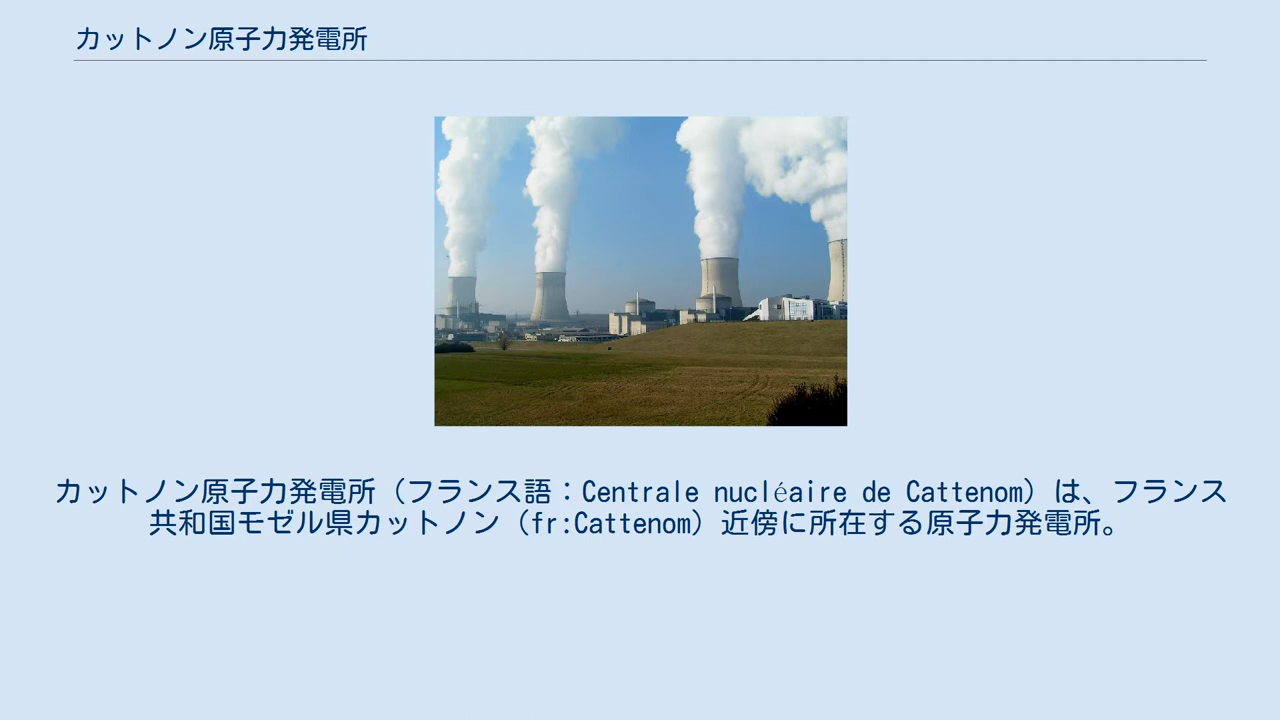 カットノン原子力発電所
カットノン原子力発電所（フランス語：Centrale nucléaire de Cattenom）は、フランス
共和国モゼル県カットノン（fr:Cattenom）近傍に所在する原子力発電所。